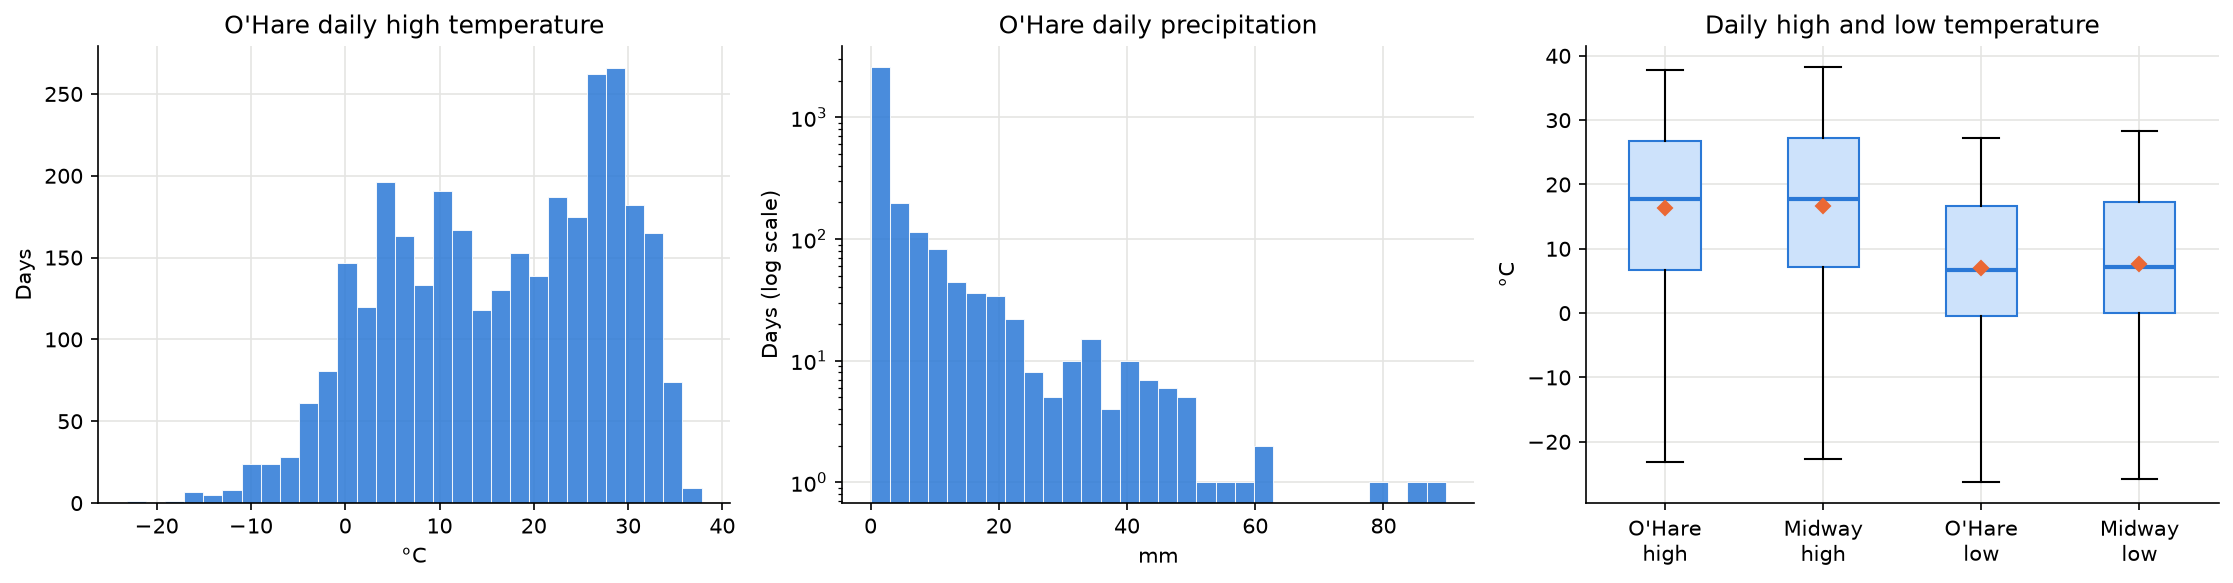 O'Hare daily high temperature
250
200
150
100
50
0
Days
−20
−10
0
10
20
30
40
°C
O'Hare daily precipitation
10³
10²
10¹
10⁰
Days (log scale)
0
20
40
60
80
mm
Daily high and low temperature
40
30
20
10
0
−10
−20
°C
O'Hare
high
Midway
high
O'Hare
low
Midway
low